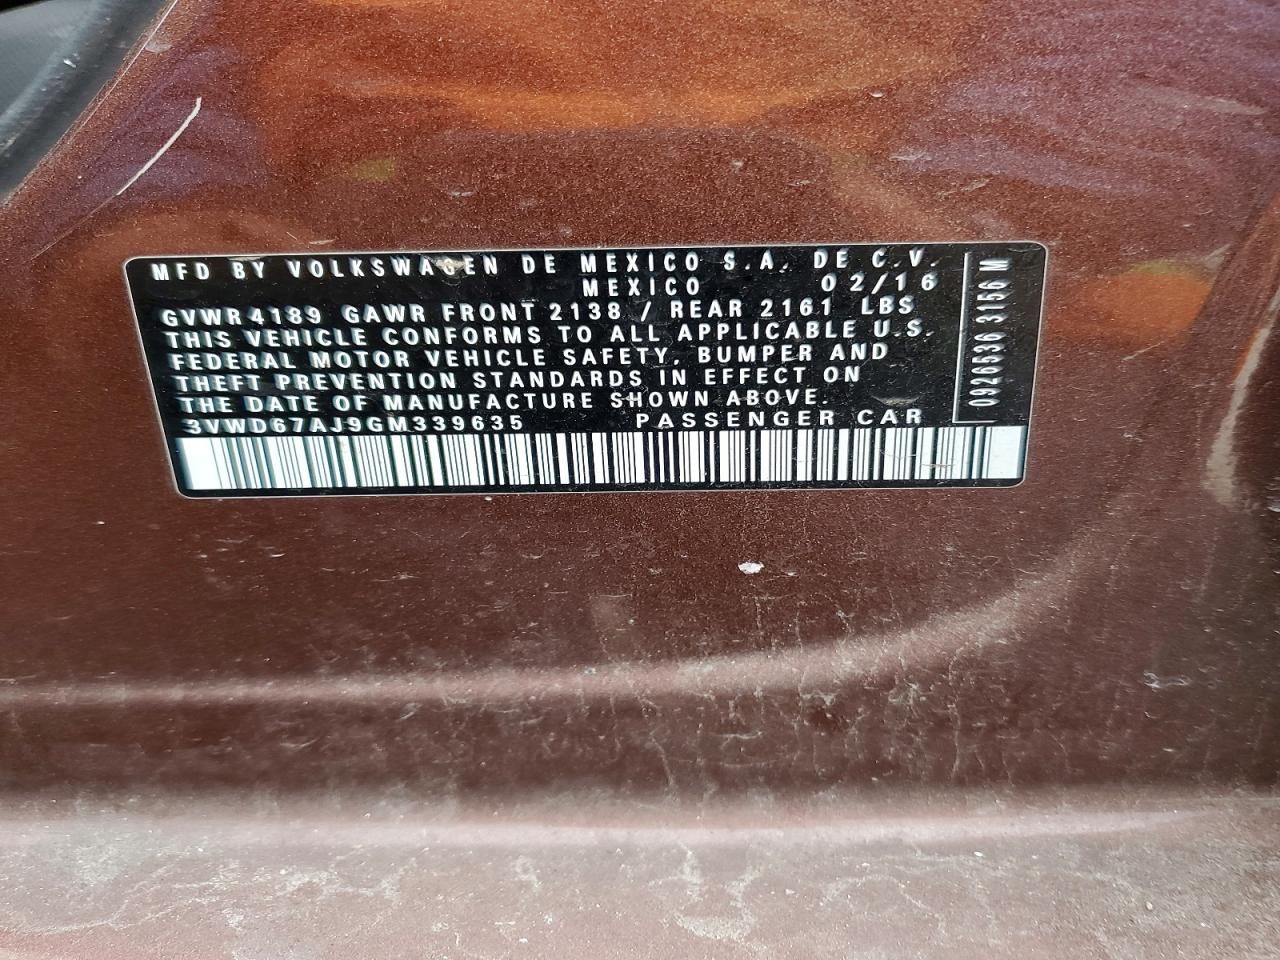 MFD BY VOLKSWAGEN DE MEXICO S.A. DE C.V.
MEXICO 02/16
GVWR 4189 GAWR FRONT 2138 / REAR 2161 LBS
THIS VEHICLE CONFORMS TO ALL APPLICABLE U.S.
FEDERAL MOTOR VEHICLE SAFETY, BUMPER AND
THEFT PREVENTION STANDARDS IN EFFECT ON
THE DATE OF MANUFACTURE SHOWN ABOVE.
3VWD67AJ9GM339635 PASSENGER CAR
0926536 3156 M